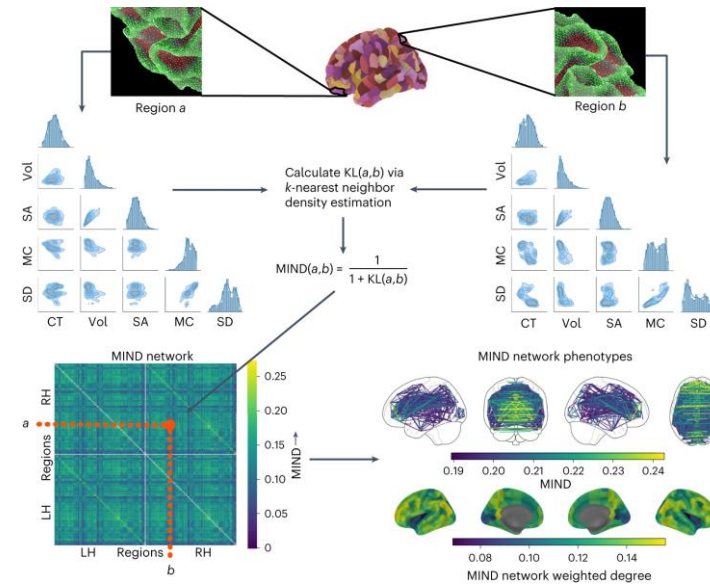 Region a
Region b
Vol
SA
MC
SD
CT
Vol
SA
MC
SD
Calculate KL(a,b) via
k-nearest neighbor
density estimation
MIND(a,b) = 1
1 + KL(a,b)
Vol
SA
MC
SD
CT
Vol
SA
MC
SD
MIND network
RH
a
Regions
LH
LH
Regions
RH
b
0.25
0.20
0.15
0.10
0.05
0
MIND
MIND network phenotypes
0.19
0.20
0.21
0.22
0.23
0.24
MIND
0.08
0.10
0.12
0.14
MIND network weighted degree